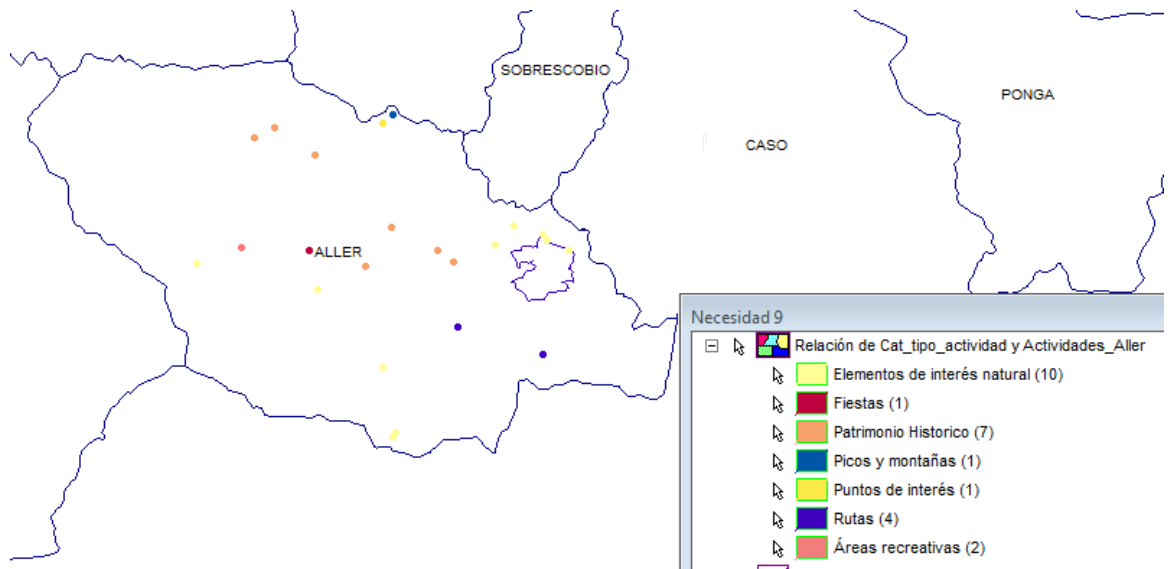 SOBRESCOBIO
PONGA
CASO
ALLER
Necesidad 9
Relación de Cat_tipo_actividad y Actividades_Aller
Elementos de interés natural (10)
Fiestas (1)
Patrimonio Historico (7)
Picos y montañas (1)
Puntos de interés (1)
Rutas (4)
Áreas recreativas (2)